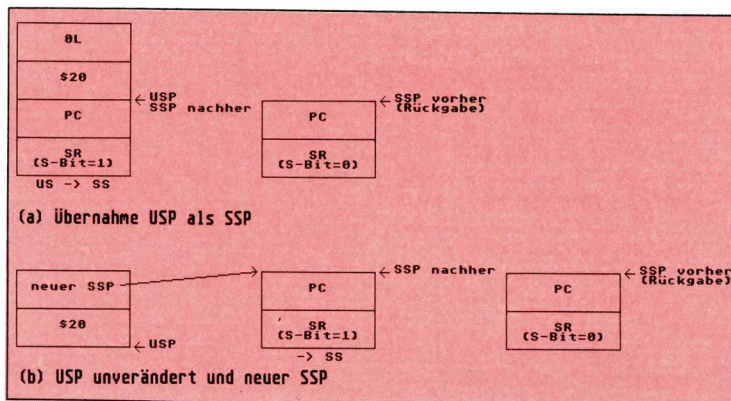 0L
$20
← USP
SSP nachher
PC
SR
(S-Bit=1)
US -> SS
← SSP vorher
(Rückgabe)
PC
SR
(S-Bit=0)
(a) Übernahme USP als SSP
neuer SSP
$20
← USP
← SSP nachher
PC
SR
(S-Bit=1)
-> SS
← SSP vorher
(Rückgabe)
PC
SR
(S-Bit=0)
(b) USP unverändert und neuer SSP